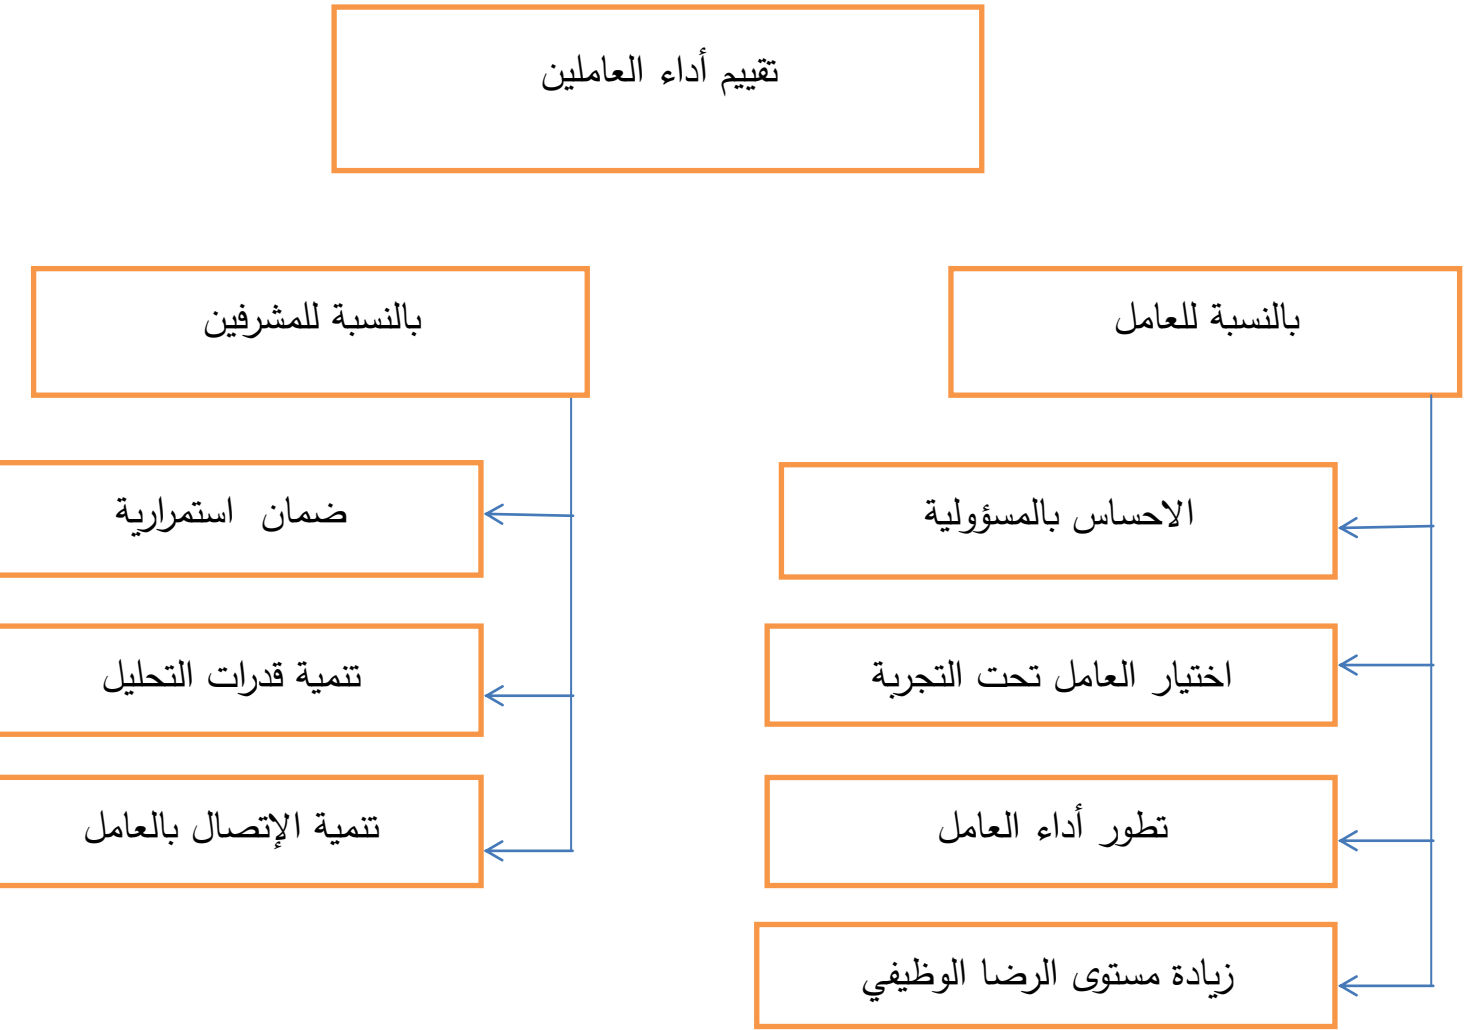 تقييم أداء العاملين
بالنسبة للعامل
الاحساس بالمسؤولية
اختيار العامل تحت التجربة
تطور أداء العامل
زيادة مستوى الرضا الوظيفي
بالنسبة للمشرفين
ضمان استمرارية
تنمية قدرات التحليل
تنمية الإتصال بالعامل